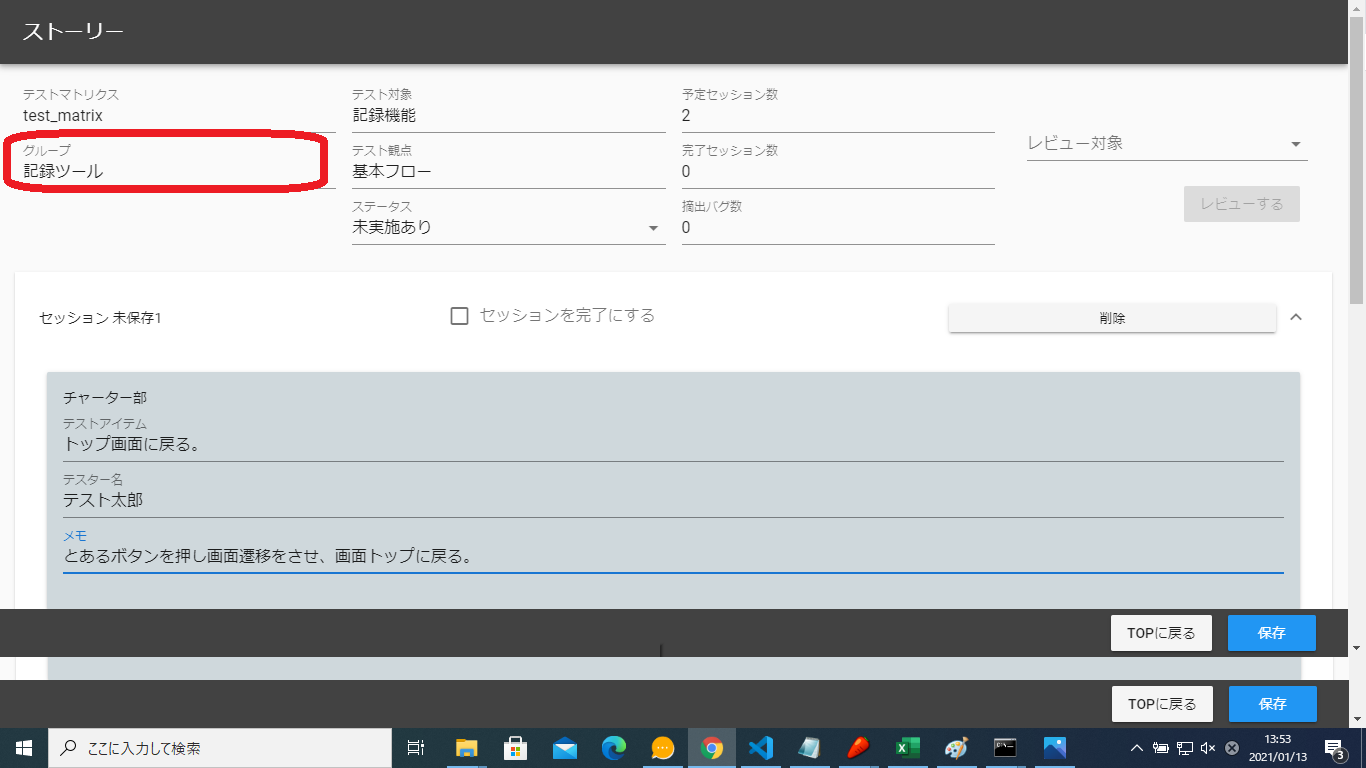 ストーリー
テストマトリクス
test_matrix
テスト対象
記録機能
予定セッション数
2
グループ
記録ツール
テスト観点
基本フロー
完了セッション数
0
レビュー対象
ステータス
未実施あり
摘出バグ数
0
レビューする
セッション 未保存1
セッションを完了にする
削除
チャーター部
テストアイテム
トップ画面に戻る。
テスター名
テスト太郎
メモ
とあるボタンを押し画面遷移をさせ、画面トップに戻る。
TOPに戻る
保存
TOPに戻る
保存
ここに入力して検索
13:53
2021/01/13
3